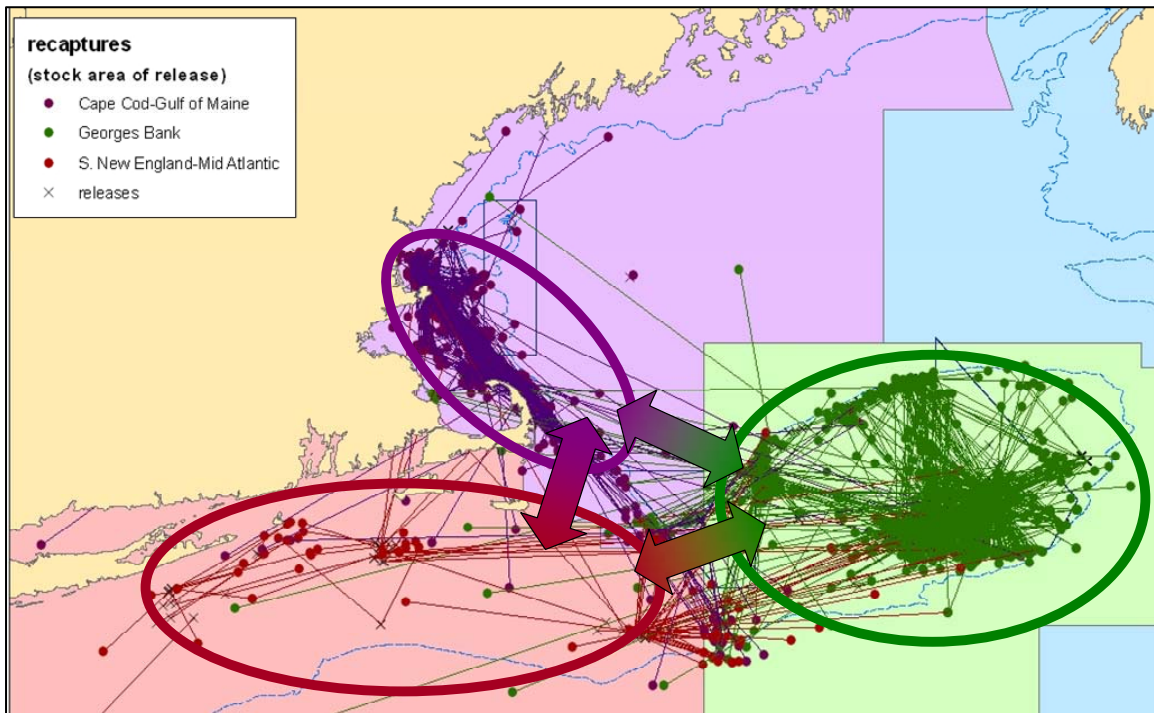 recaptures
(stock area of release)
Cape Cod-Gulf of Maine
Georges Bank
S. New England-Mid Atlantic
releases